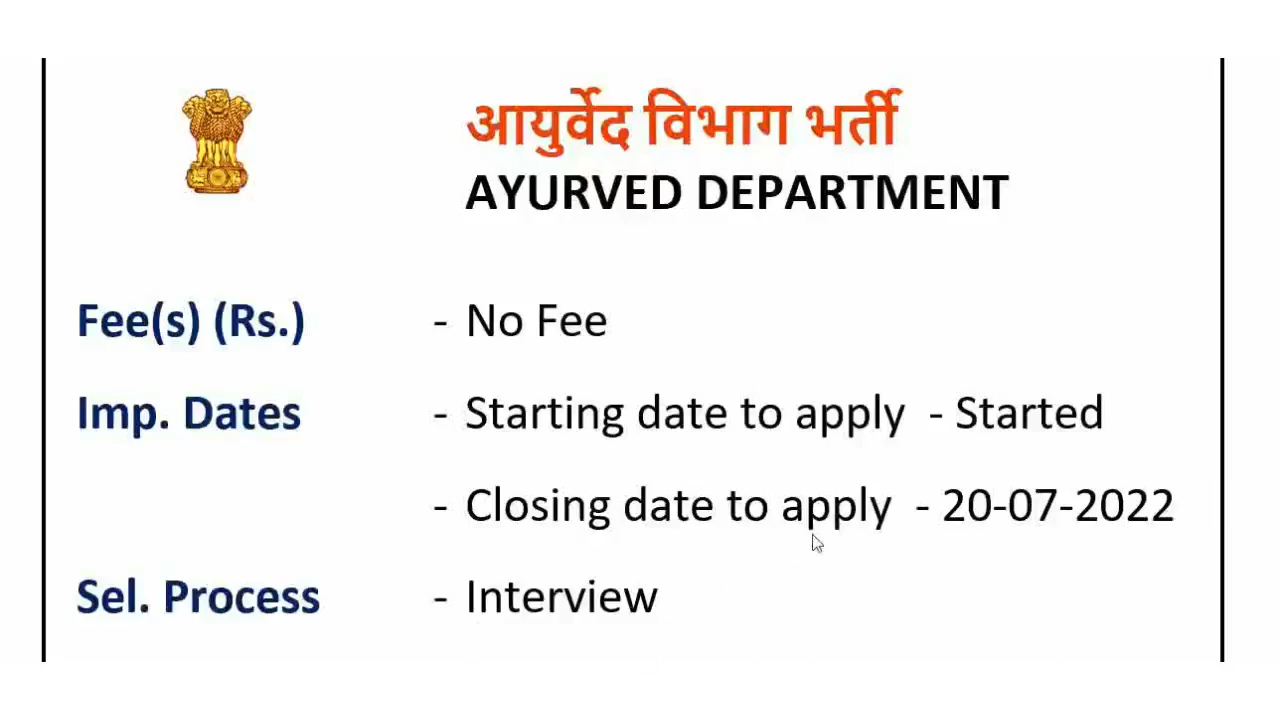 आयुर्वेद विभाग भर्ती
AYURVED DEPARTMENT
Fee(s) (Rs.) - No Fee
Imp. Dates - Starting date to apply - Started
- Closing date to apply - 20-07-2022
Sel. Process - Interview